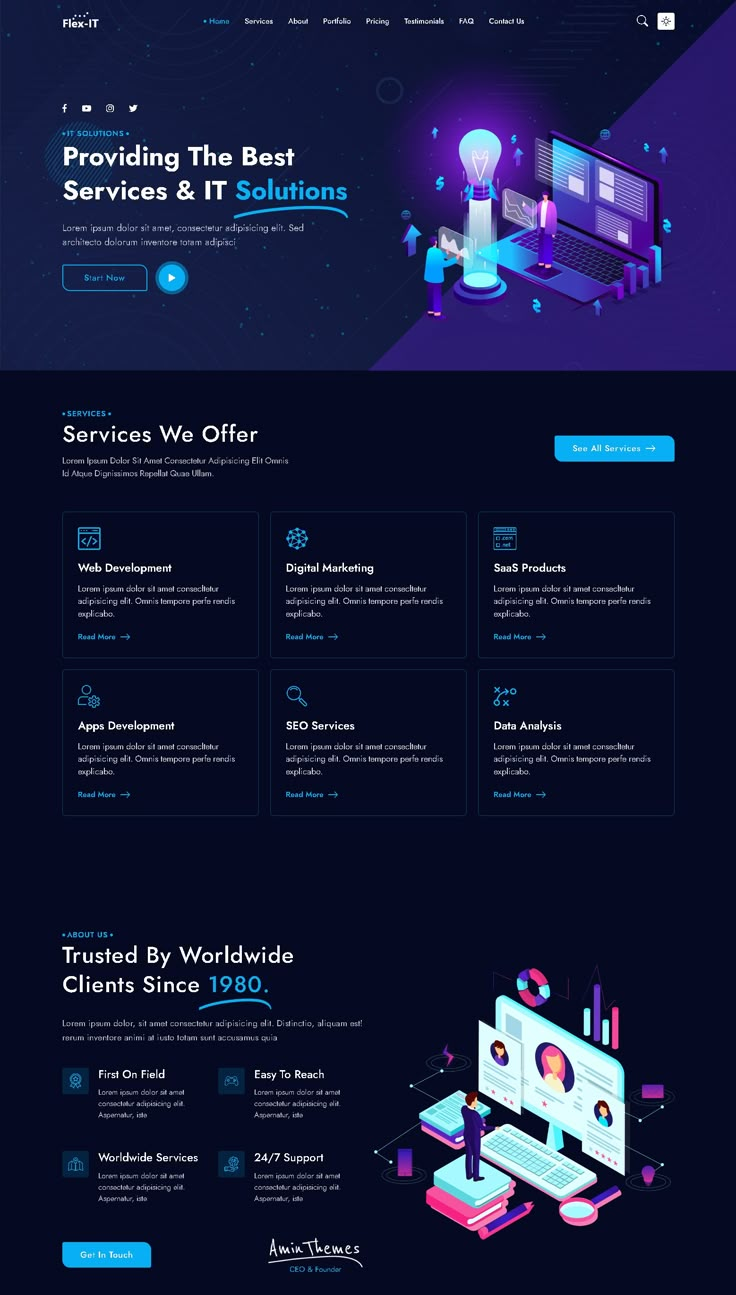 Flex-IT
Home Services About Portfolio Pricing Testimonials FAQ Contact Us
IT SOLUTIONS
Providing The Best
Services & IT Solutions
Lorem ipsum dolor sit amet, consectetur adipisicing elit. Sed
architecto dolorum inventore totam adipisci
Start Now
SERVICES
Services We Offer
Lorem Ipsum Dolor Sit Amet Consectetur Adipisicing Elit Omnis
Id Atque Dignissimos Repellat Quae Ullam.
See All Services
Web Development
Lorem ipsum dolor sit amet consecltetur
adipisicing elit. Omnis tempore perfe rendis
explicabo.
Read More
Digital Marketing
Lorem ipsum dolor sit amet consecltetur
adipisicing elit. Omnis tempore perfe rendis
explicabo.
Read More
.com
.net
SaaS Products
Lorem ipsum dolor sit amet consecltetur
adipisicing elit. Omnis tempore perfe rendis
explicabo.
Read More
Apps Development
Lorem ipsum dolor sit amet consecltetur
adipisicing elit. Omnis tempore perfe rendis
explicabo.
Read More
SEO Services
Lorem ipsum dolor sit amet consecltetur
adipisicing elit. Omnis tempore perfe rendis
explicabo.
Read More
Data Analysis
Lorem ipsum dolor sit amet consecltetur
adipisicing elit. Omnis tempore perfe rendis
explicabo.
Read More
ABOUT US
Trusted By Worldwide
Clients Since 1980.
Lorem ipsum dolor, sit amet consectetur adipisicing elit. Distinctio, aliquam est!
rerum inventore animi at iusto totam sunt accusamus quia
First On Field
Lorem ipsum dolor sit amet
consectetur adipisicing elit.
Aspernatur, iste
Easy To Reach
Lorem ipsum dolor sit amet
consectetur adipisicing elit.
Aspernatur, iste
Worldwide Services
Lorem ipsum dolor sit amet
consectetur adipisicing elit.
Aspernatur, iste
24/7 Support
Lorem ipsum dolor sit amet
consectetur adipisicing elit.
Aspernatur, iste
Get In Touch
AminThemes
CEO & Founder